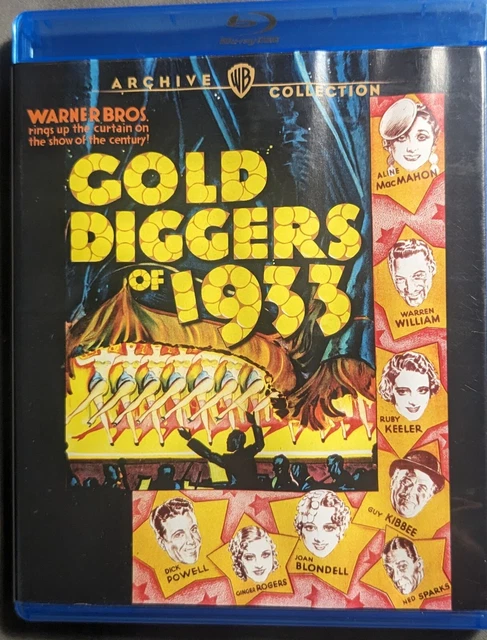 Blu-ray Disc
ARCHIVE WB COLLECTION
WARNER BROS.
rings up the curtain on
the show of the century!
GOLD
DIGGERS
OF 1933
ALINE
MACMAHON
WARREN
WILLIAM
RUBY
KEELER
GUY KIBBEE
DICK
POWELL
GINGER ROGERS
JOAN
BLONDELL
NED SPARKS